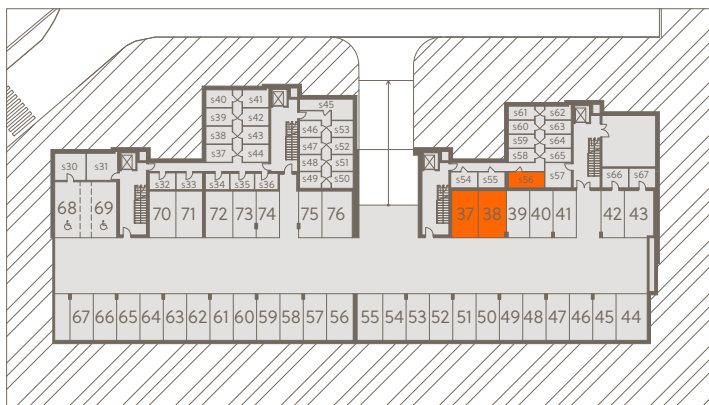 s40 s41 s45 s61 s62
s39 s42 s46 s53 s60 s63
s38 s43 s47 s52 s59 s64
s37 s44 s48 s51 s58 s65
s30 s31 s32 s33 s34 s35 s36 s49 s50 s54 s55 s56 s57 s66 s67
68 69 70 71 72 73 74 75 76 37 38 39 40 41 42 43
67 66 65 64 63 62 61 60 59 58 57 56 55 54 53 52 51 50 49 48 47 46 45 44